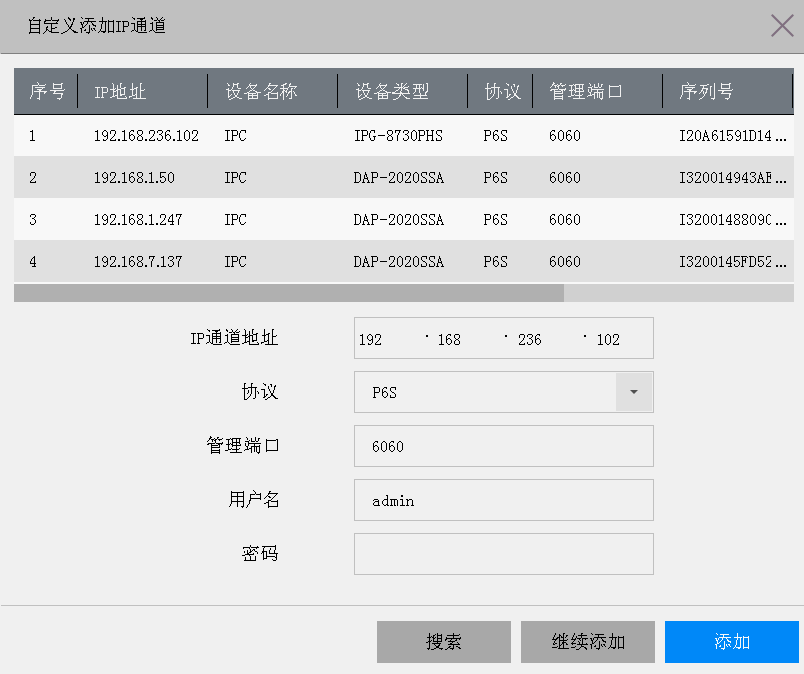 自定义添加IP通道
序号 IP地址 设备名称 设备类型 协议 管理端口 序列号
1 192.168.236.102 IPC IPG-8730PHS P6S 6060 I20A61591D14...
2 192.168.1.50 IPC DAP-2020SSA P6S 6060 I320014943AE...
3 192.168.1.247 IPC DAP-2020SSA P6S 6060 I3200148809C...
4 192.168.7.137 IPC DAP-2020SSA P6S 6060 I3200145FD52...
IP通道地址 192 . 168 . 236 . 102
协议 P6S
管理端口 6060
用户名 admin
密码
搜索 继续添加 添加